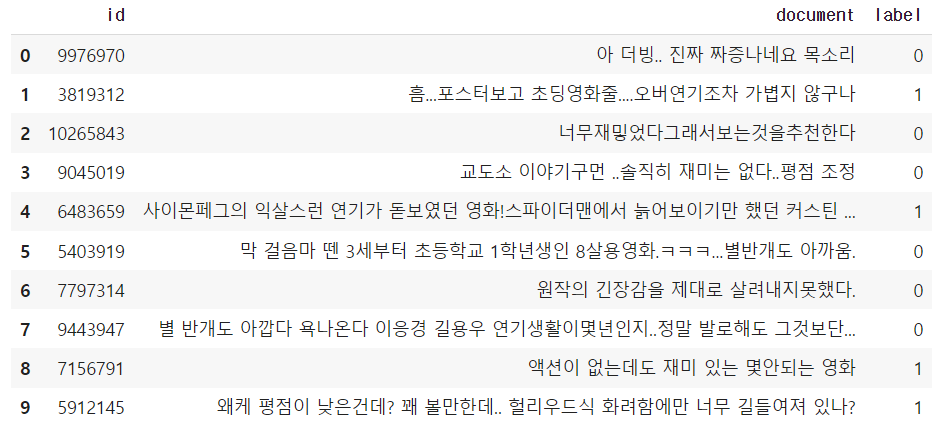 id document label
0 9976970 아 더빙.. 진짜 짜증나네요 목소리 0
1 3819312 흠...포스터보고 초딩영화줄....오버연기조차 가볍지 않구나 1
2 10265843 너무재밓었다그래서보는것을추천한다 0
3 9045019 교도소 이야기구먼 ..솔직히 재미는 없다..평점 조정 0
4 6483659 사이몬페그의 익살스런 연기가 돋보였던 영화!스파이더맨에서 늙어보이기만 했던 커스틴 ... 1
5 5403919 막 걸음마 뗀 3세부터 초등학교 1학년생인 8살용영화.ㅋㅋㅋ...별반개도 아까움. 0
6 7797314 원작의 긴장감을 제대로 살려내지못했다. 0
7 9443947 별 반개도 아깝다 욕나온다 이응경 길용우 연기생활이몇년인지..정말 발로해도 그것보단... 0
8 7156791 액션이 없는데도 재미 있는 몇안되는 영화 1
9 5912145 왜케 평점이 낮은건데? 꽤 볼만한데.. 헐리우드식 화려함에만 너무 길들여져 있나? 1